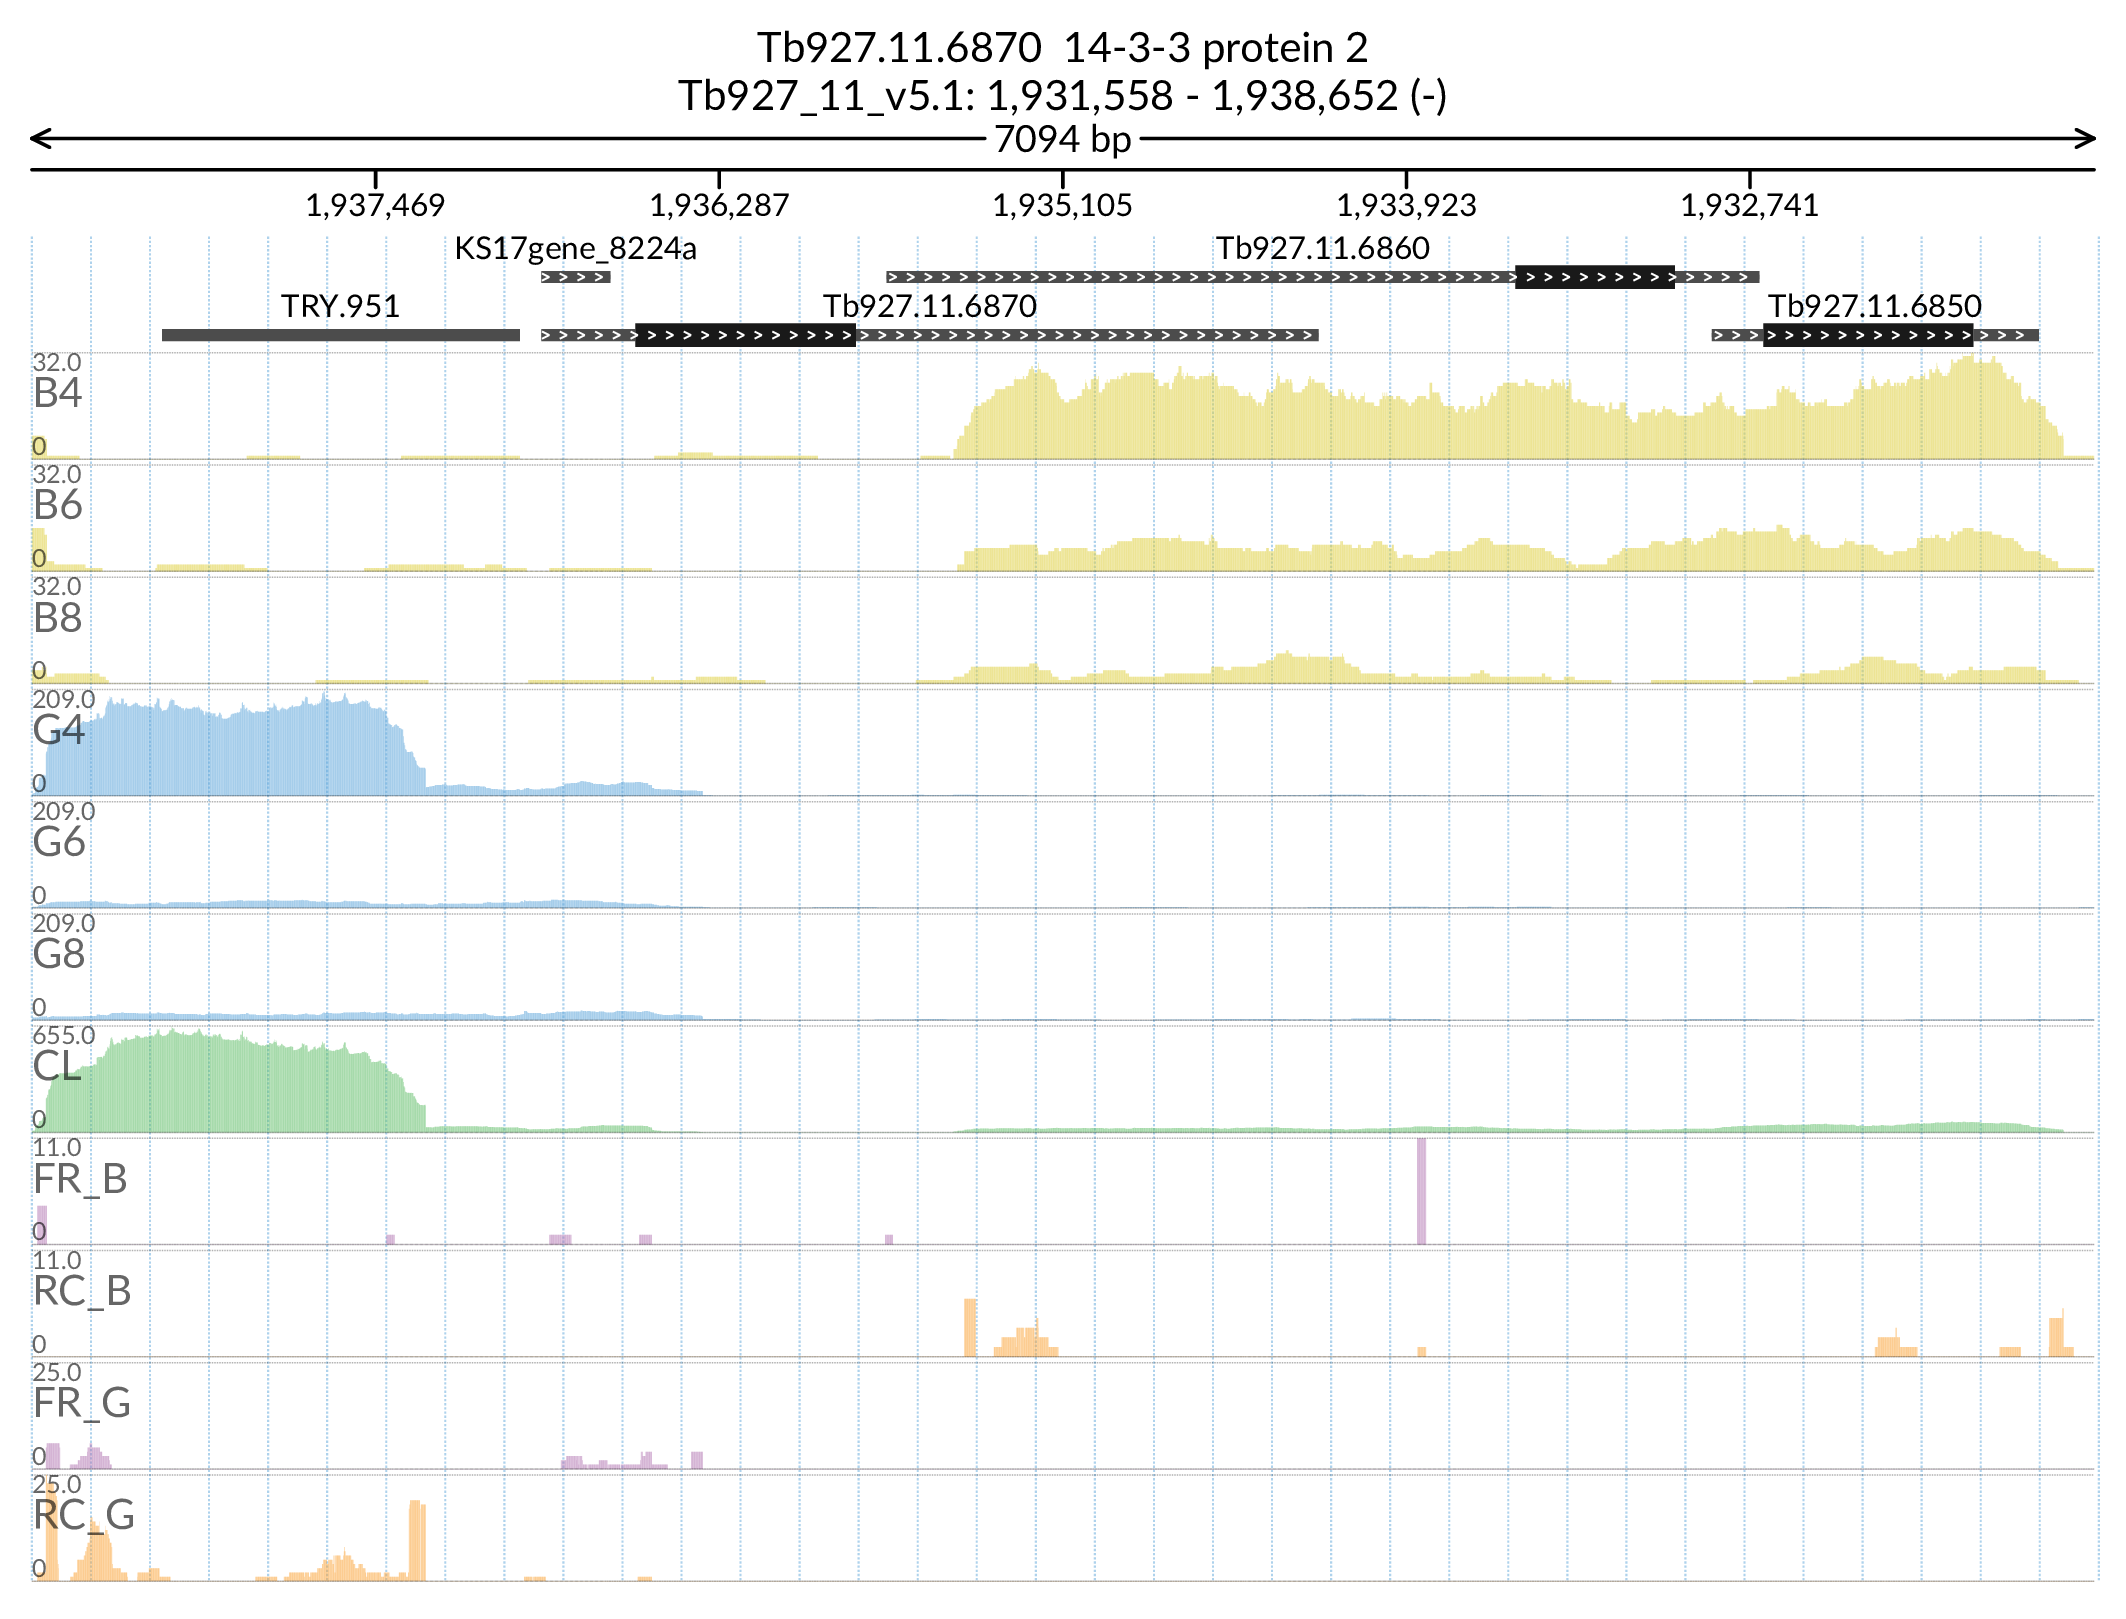 Tb927.11.6870  14-3-3 protein 2
Tb927_11_v5.1: 1,931,558 - 1,938,652 (-)
7094 bp
1,937,469 1,936,287 1,935,105 1,933,923 1,932,741
KS17gene_8224a Tb927.11.6860
TRY.951 Tb927.11.6870 Tb927.11.6850
32.0
B4
0
32.0
B6
0
32.0
B8
0
209.0
G4
0
209.0
G6
0
209.0
G8
0
655.0
CL
0
11.0
FR_B
0
11.0
RC_B
0
25.0
FR_G
0
25.0
RC_G
0